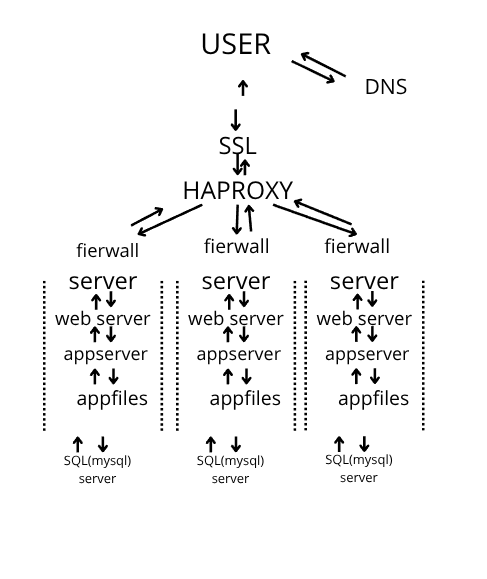 USER
DNS
SSL
HAPROXY
fierwall
fierwall
fierwall
server
server
server
web server
web server
web server
appserver
appserver
appserver
appfiles
appfiles
appfiles
SQL(mysql)
server
SQL(mysql)
server
SQL(mysql)
server